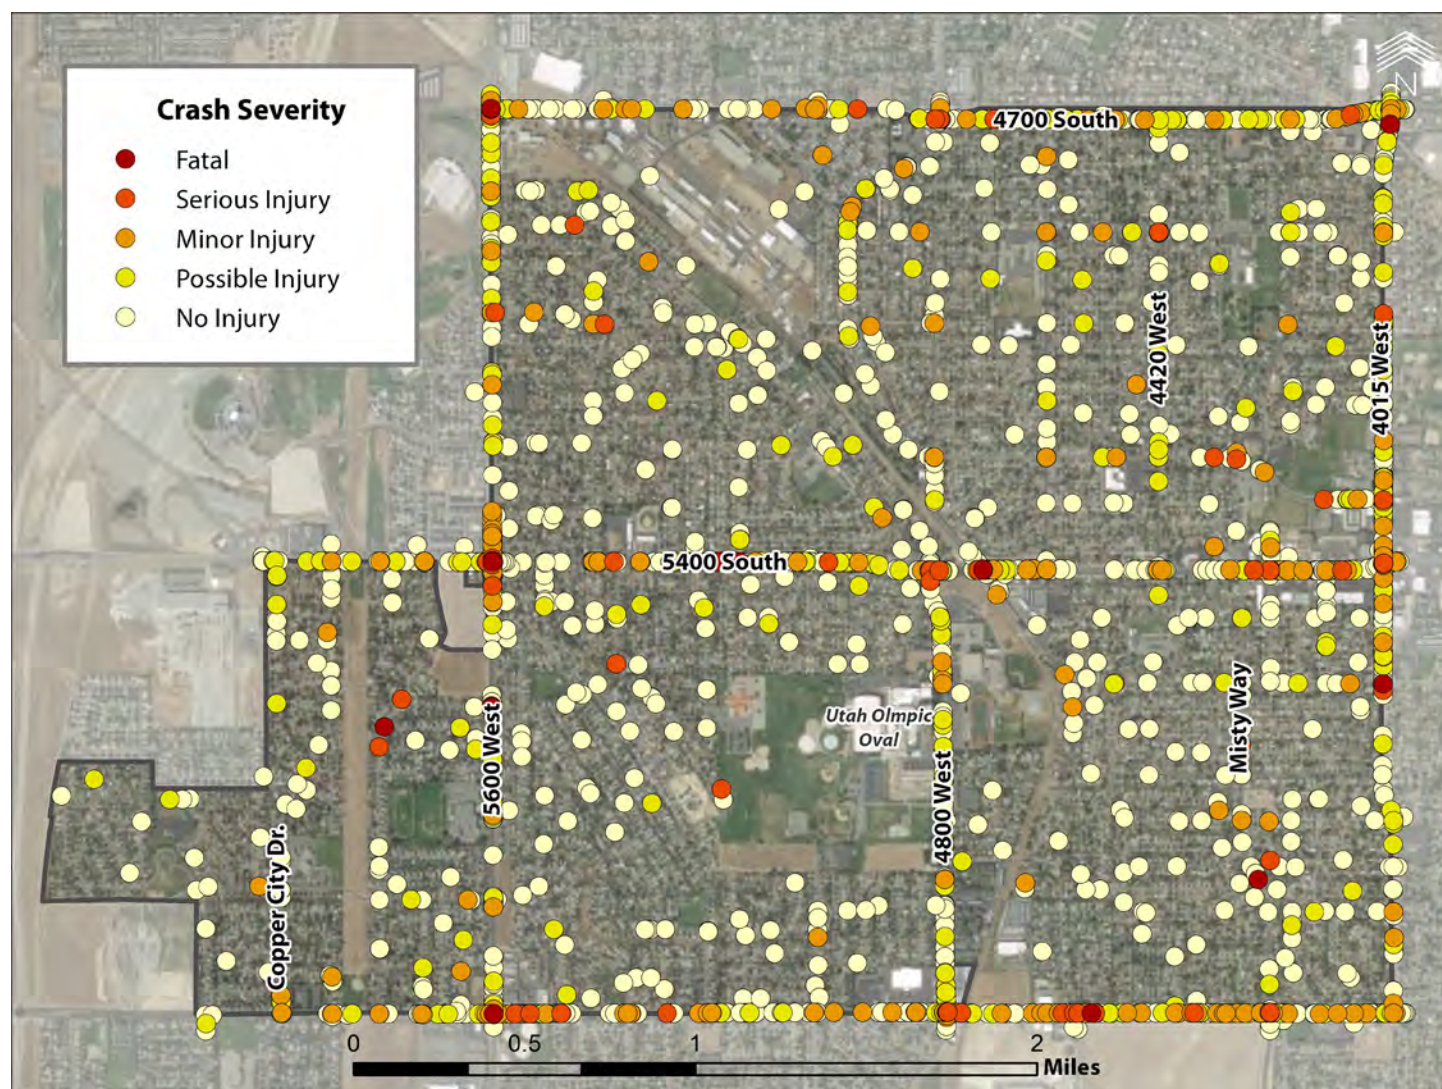 Crash Severity
Fatal
Serious Injury
Minor Injury
Possible Injury
No Injury
N
4700 South
4420 West
4015 West
5400 South
Utah Olmpic
Oval
Misty Way
5600 West
4800 West
Copper City Dr.
0 0.5 1 2
Miles